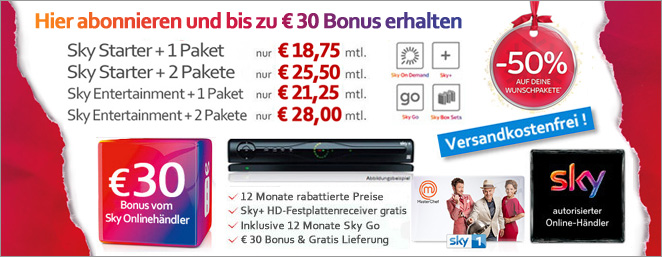 Hier abonnieren und bis zu € 30 Bonus erhalten
Sky Starter + 1 Paket nur € 18,75 mtl.
Sky Starter + 2 Pakete nur € 25,50 mtl.
Sky Entertainment + 1 Paket nur € 21,25 mtl.
Sky Entertainment + 2 Pakete nur € 28,00 mtl.
Sky On Demand
Sky+
go
Sky Go
Sky Box Sets
-50%
AUF DEINE
WUNSCHPAKETE*
Versandkostenfrei !
€30
Bonus vom
Sky Onlinehändler
Abbildungsbeispiel
12 Monate rabattierte Preise
Sky+ HD-Festplattenreceiver gratis
Inklusive 12 Monate Sky Go
€ 30 Bonus & Gratis Lieferung
MasterChef
sky 1
sky
autorisierter
Online-Händler